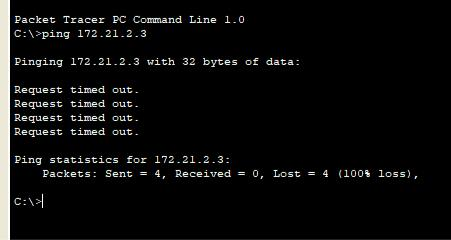 Packet Tracer PC Command Line 1.0
C:\>ping 172.21.2.3
Pinging 172.21.2.3 with 32 bytes of data:
Request timed out.
Request timed out.
Request timed out.
Request timed out.
Ping statistics for 172.21.2.3:
    Packets: Sent = 4, Received = 0, Lost = 4 (100% loss),
C:\>